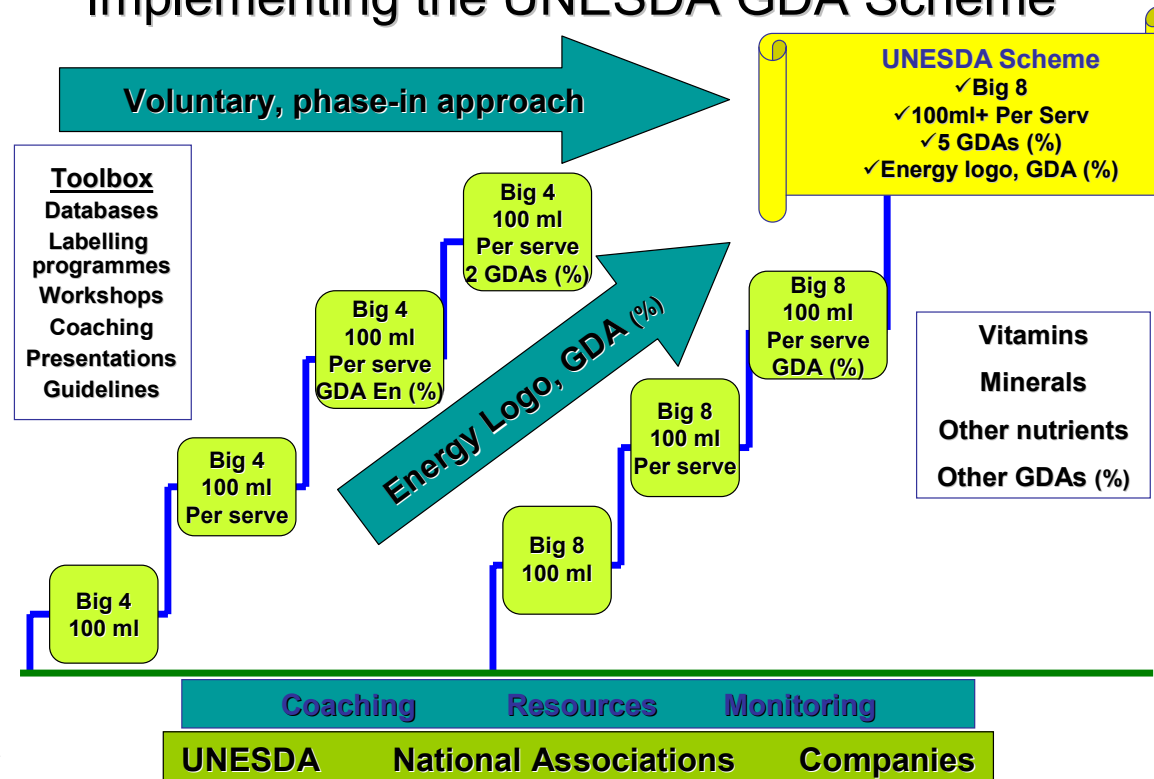 Implementing the UNESDA GDA Scheme
Voluntary, phase-in approach
UNESDA Scheme
✓Big 8
✓100ml+ Per Serv
✓5 GDAs (%)
✓Energy logo, GDA (%)
Toolbox
Databases
Labelling
programmes
Workshops
Coaching
Presentations
Guidelines
Big 4
100 ml
Big 4
100 ml
Per serve
Big 4
100 ml
Per serve
GDA En (%)
Big 4
100 ml
Per serve
2 GDAs (%)
Energy Logo, GDA (%)
Big 8
100 ml
Big 8
100 ml
Per serve
Big 8
100 ml
Per serve
GDA (%)
Vitamins
Minerals
Other nutrients
Other GDAs (%)
Coaching Resources Monitoring
UNESDA National Associations Companies